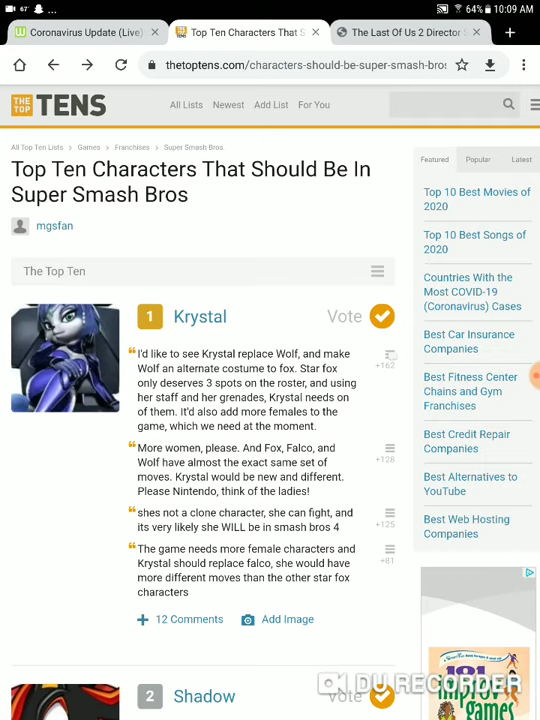 67°
64% 10:09 AM
Coronavirus Update (Live)
Top Ten Characters That S
The Last Of Us 2 Director
thetoptens.com/characters-should-be-super-smash-bros
THE TOP TENS
All Lists Newest Add List For You
All Top Ten Lists > Games > Franchises > Super Smash Bros.
Top Ten Characters That Should Be In
Super Smash Bros
mgsfan
The Top Ten
1 Krystal Vote
I'd like to see Krystal replace Wolf, and make
Wolf an alternate costume to fox. Star fox
only deserves 3 spots on the roster, and using
her staff and her grenades, Krystal needs on
of them. It'd also add more females to the
game, which we need at the moment.
+162
More women, please. And Fox, Falco, and
Wolf have almost the exact same set of
moves. Krystal would be new and different.
Please Nintendo, think of the ladies!
+128
shes not a clone character, she can fight, and
its very likely she WILL be in smash bros 4
+125
The game needs more female characters and
Krystal should replace falco, she would have
more different moves than the other star fox
characters
+81
+ 12 Comments Add Image
2 Shadow Vote
Featured Popular Latest
Top 10 Best Movies of
2020
Top 10 Best Songs of
2020
Countries With the
Most COVID-19
(Coronavirus) Cases
Best Car Insurance
Companies
Best Fitness Center
Chains and Gym
Franchises
Best Credit Repair
Companies
Best Alternatives to
YouTube
Best Web Hosting
Companies
101
improv
games
DU RECORDER